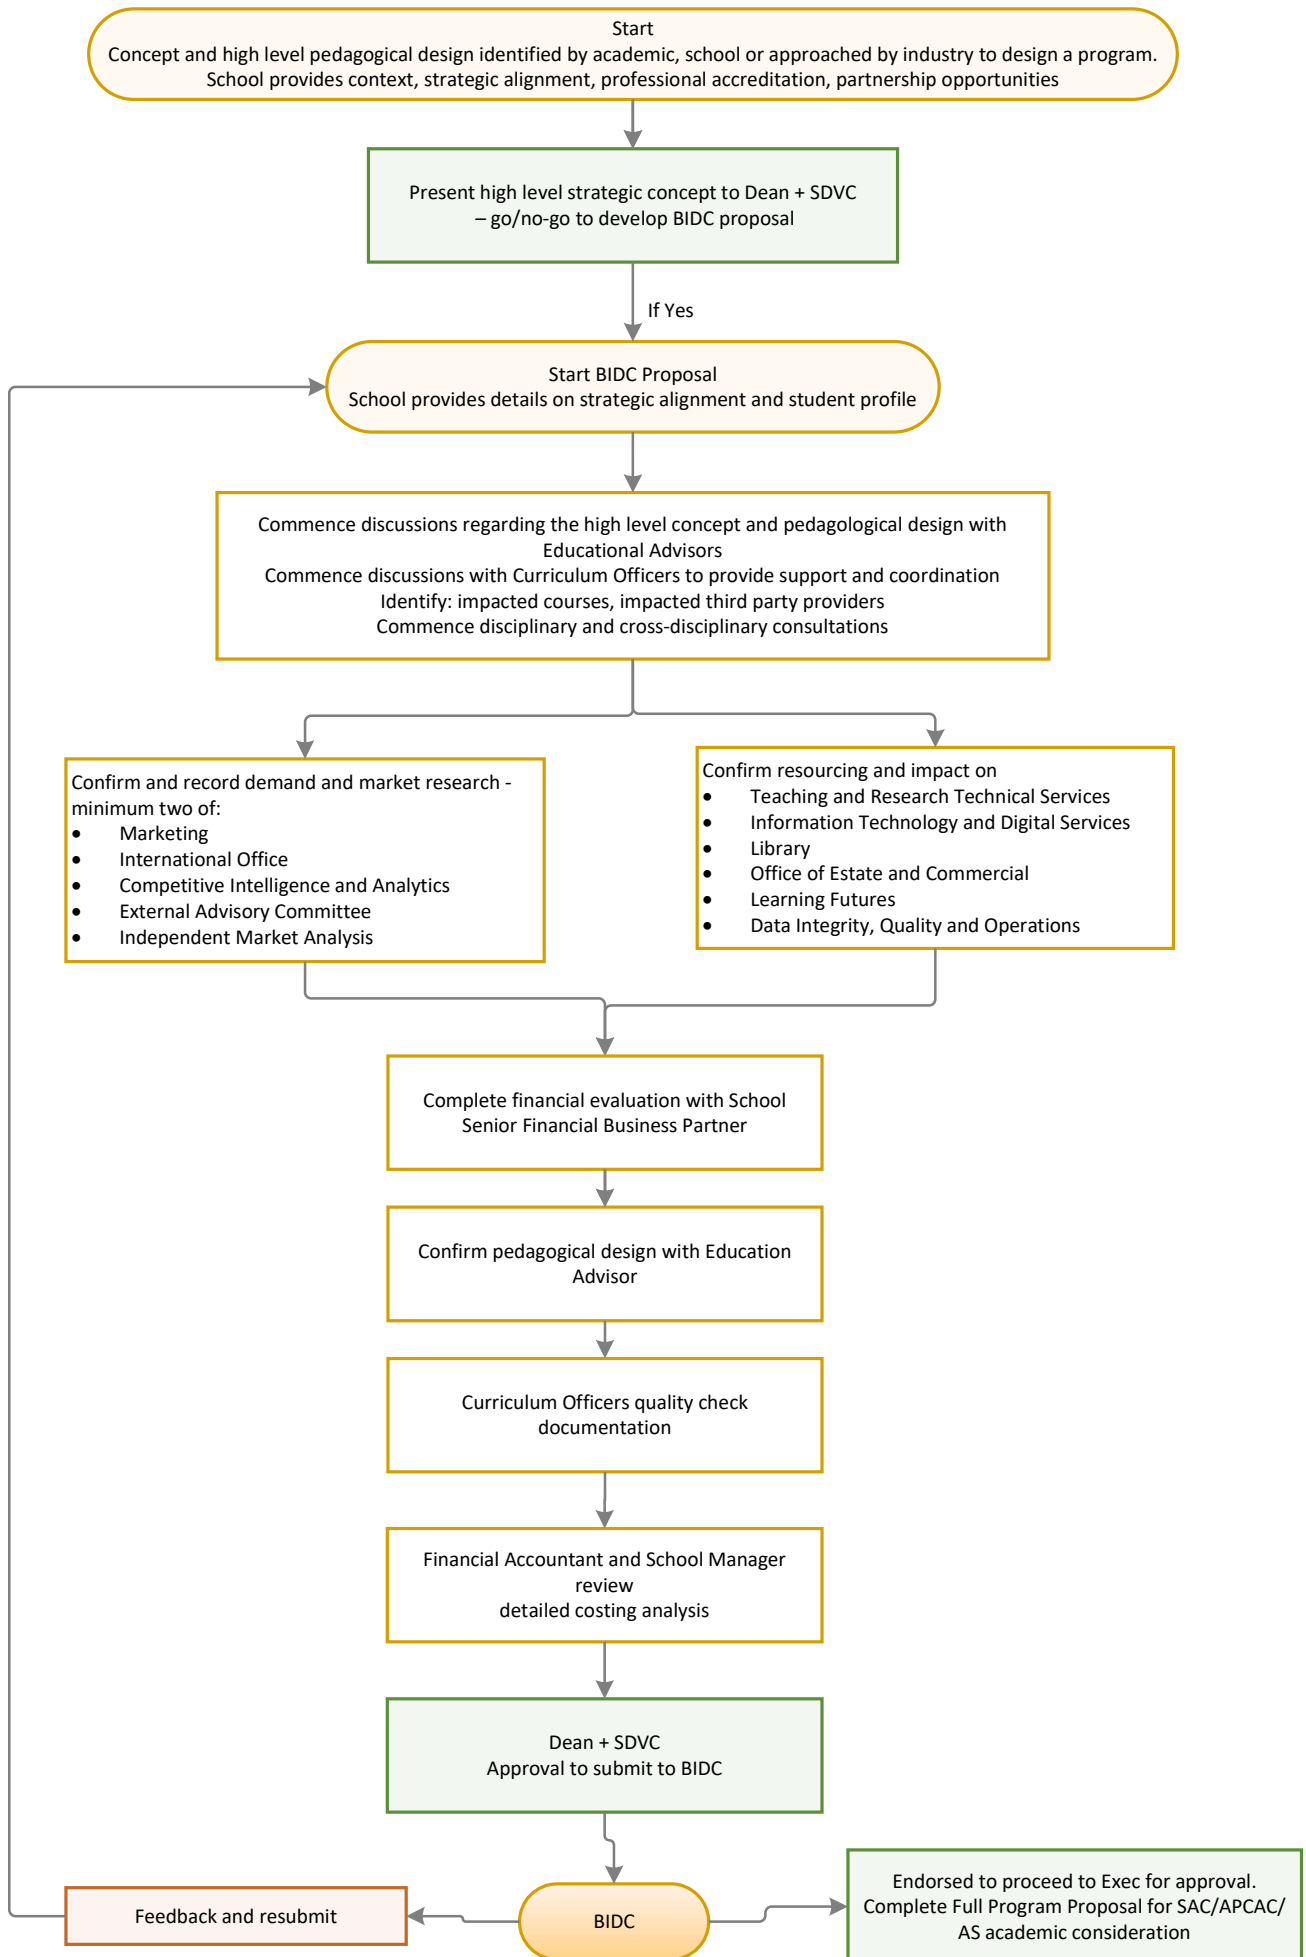 Start
Concept and high level pedagogical design identified by academic, school or approached by industry to design a program.
School provides context, strategic alignment, professional accreditation, partnership opportunities
Present high level strategic concept to Dean + SDVC
– go/no-go to develop BIDC proposal
If Yes
Start BIDC Proposal
School provides details on strategic alignment and student profile
Commence discussions regarding the high level concept and pedagological design with
Educational Advisors
Commence discussions with Curriculum Officers to provide support and coordination
Identify: impacted courses, impacted third party providers
Commence disciplinary and cross-disciplinary consultations
Confirm and record demand and market research -
minimum two of:
• Marketing
• International Office
• Competitive Intelligence and Analytics
• External Advisory Committee
• Independent Market Analysis
Confirm resourcing and impact on
• Teaching and Research Technical Services
• Information Technology and Digital Services
• Library
• Office of Estate and Commercial
• Learning Futures
• Data Integrity, Quality and Operations
Complete financial evaluation with School
Senior Financial Business Partner
Confirm pedagogical design with Education
Advisor
Curriculum Officers quality check
documentation
Financial Accountant and School Manager
review
detailed costing analysis
Dean + SDVC
Approval to submit to BIDC
Feedback and resubmit
BIDC
Endorsed to proceed to Exec for approval.
Complete Full Program Proposal for SAC/APCAC/
AS academic consideration